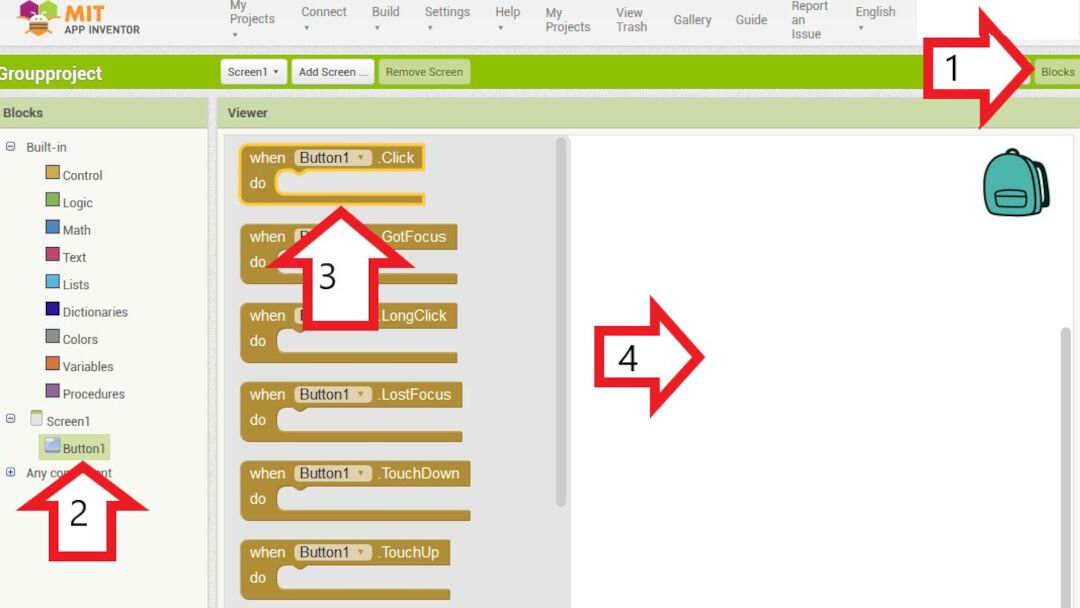 MIT
APP INVENTOR
My
Projects
Connect
Build
Settings
Help
My
Projects
View
Trash
Gallery
Guide
Report
an
Issue
English
Groupproject
Screen1
Add Screen ...
Remove Screen
1
Blocks
Blocks
Viewer
Built-in
Control
Logic
Math
Text
Lists
Dictionaries
Colors
Variables
Procedures
Screen1
Button1
Any
2
when Button1 .Click
do
when .GotFocus
do
3
when .LongClick
do
when Button1 .LostFocus
do
when Button1 .TouchDown
do
when Button1 .TouchUp
do
4